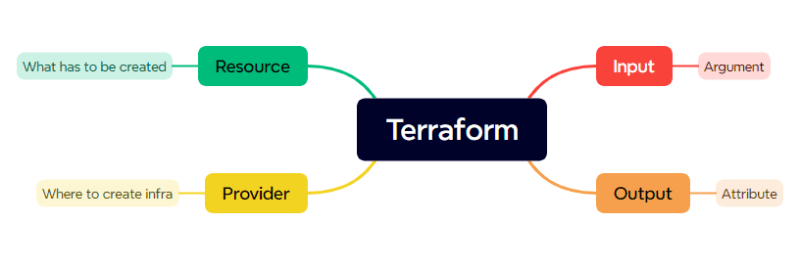 What has to be created
Resource
Input
Argument
Terraform
Where to create infra
Provider
Output
Attribute